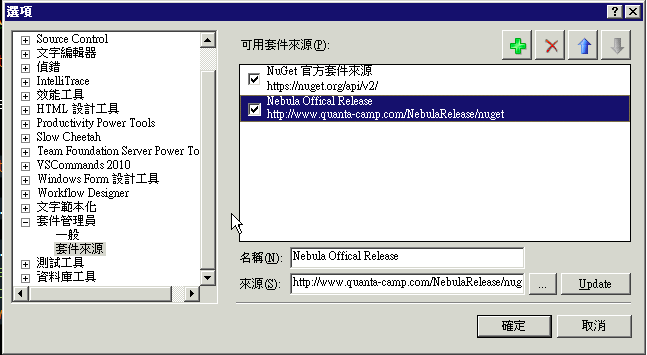 選項
Source Control
文字編輯器
偵錯
IntelliTrace
效能工具
HTML 設計工具
Productivity Power Tools
Slow Cheetah
Team Foundation Server Power To
VSCommands 2010
Windows Form 設計工具
Workflow Designer
文字範本化
套件管理員
一般
套件來源
測試工具
資料庫工具
可用套件來源(P):
NuGet 官方套件來源
https://nuget.org/api/v2/
Nebula Offical Release
http://www.quanta-camp.com/NebulaRelease/nuget
名稱(N):
Nebula Offical Release
來源(S):
http://www.quanta-camp.com/NebulaRelease/nug
...
Update
確定
取消